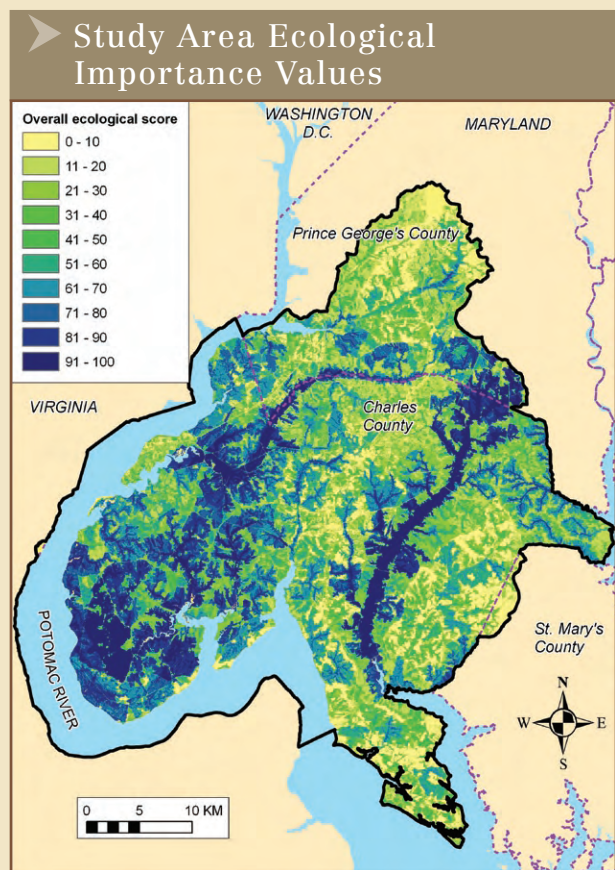 Study Area Ecological
Importance Values
Overall ecological score
0 - 10
11 - 20
21 - 30
31 - 40
41 - 50
51 - 60
61 - 70
71 - 80
81 - 90
91 - 100
WASHINGTON
D.C.
MARYLAND
Prince George's County
VIRGINIA
Charles
County
POTOMAC RIVER
St. Mary's
County
N
W
E
S
0 5 10 KM